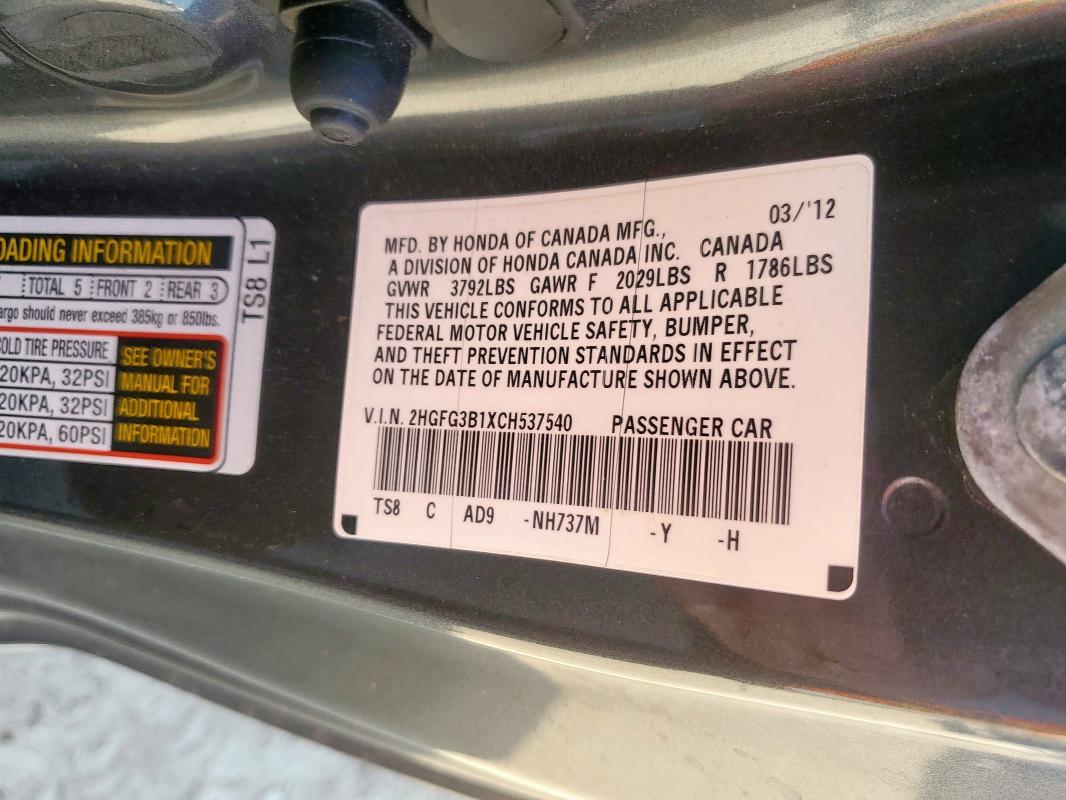 OADING INFORMATION
TOTAL 5 FRONT 2 REAR 3
argo should never exceed 385kg or 850lbs.
OLD TIRE PRESSURE
20KPA, 32PSI
20KPA, 32PSI
20KPA, 60PSI
SEE OWNER'S
MANUAL FOR
ADDITIONAL
INFORMATION
TS8 L1
03/'12
MFD. BY HONDA OF CANADA MFG.,
A DIVISION OF HONDA CANADA INC. CANADA
GVWR 3792LBS GAWR F 2029LBS R 1786LBS
THIS VEHICLE CONFORMS TO ALL APPLICABLE
FEDERAL MOTOR VEHICLE SAFETY, BUMPER,
AND THEFT PREVENTION STANDARDS IN EFFECT
ON THE DATE OF MANUFACTURE SHOWN ABOVE.
V.I.N. 2HGFG3B1XCH537540 PASSENGER CAR
TS8 C AD9 -NH737M -Y -H